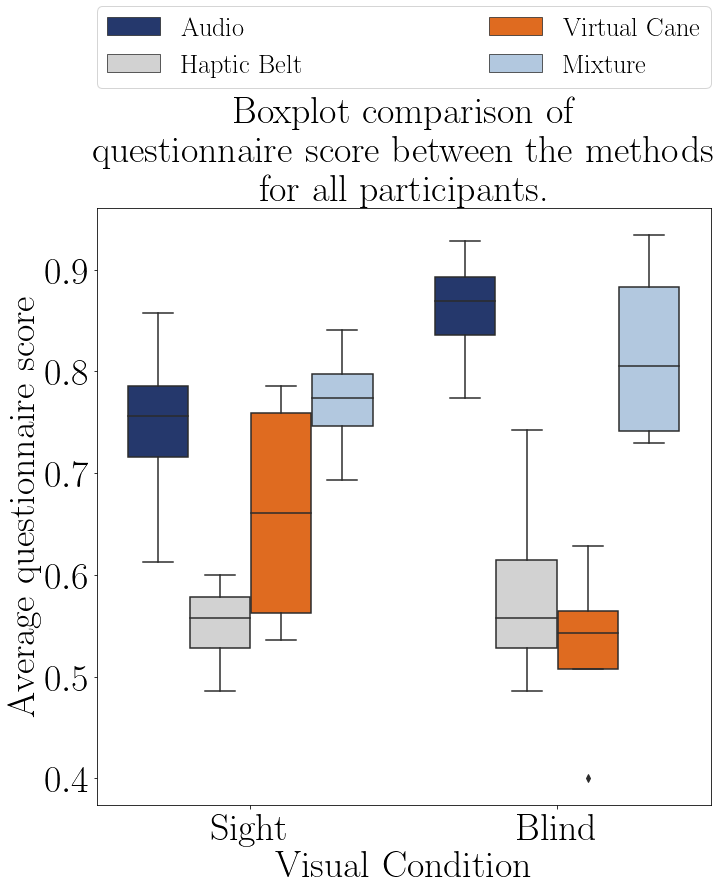 Audio
Haptic Belt
Virtual Cane
Mixture
Boxplot comparison of
questionnaire score between the methods
for all participants.
Average questionnaire score
0.9
0.8
0.7
0.6
0.5
0.4
Sight
Blind
Visual Condition